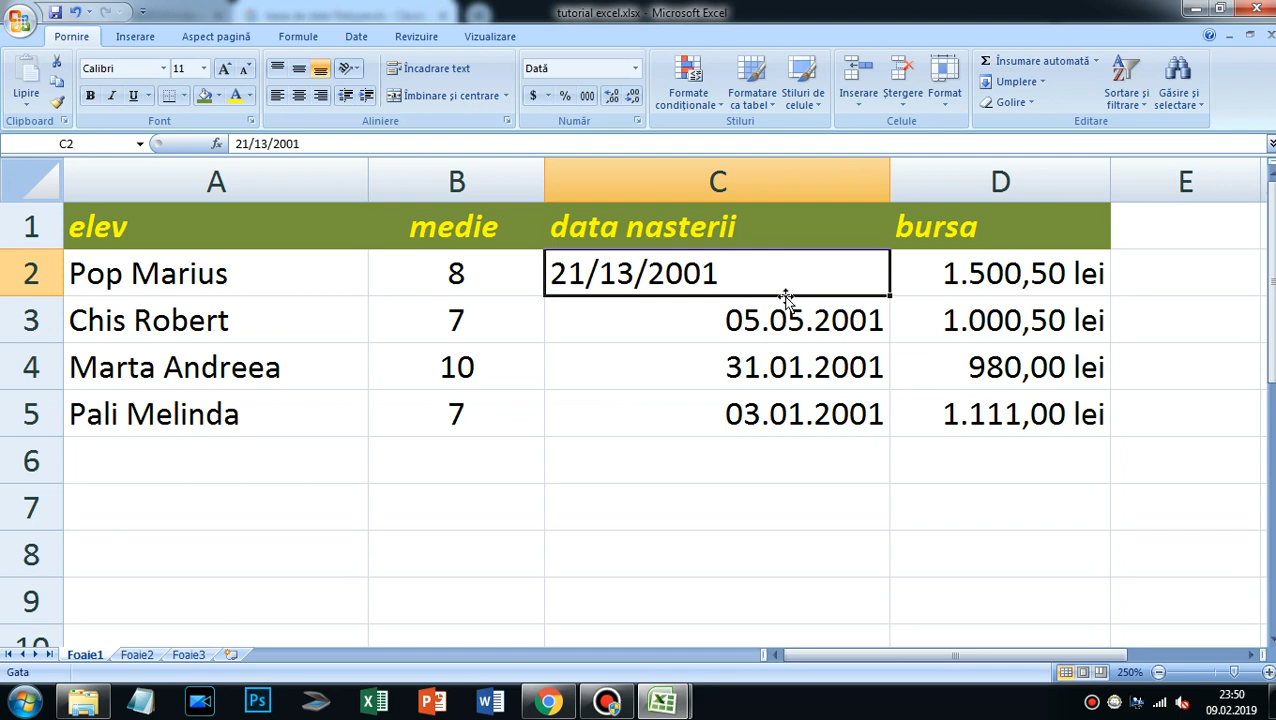 tutorial excel.xlsx - Microsoft Excel
Pornire Inserare Aspect pagină Formule Date Revizuire Vizualizare
Lipire
Clipboard
Calibri 11
B I U
Font
Încadrare text
Îmbinare și centrare
Aliniere
Dată
$ % 000
Număr
Formate condiționale
Formatare ca tabel
Stiluri de celule
Stiluri
Inserare Ștergere Format
Celule
Însumare automată
Umplere
Golire
Sortare și filtrare
Găsire și selectare
Editare
C2 fx 21/13/2001
A B C D E
1 elev medie data nasterii bursa
2 Pop Marius 8 21/13/2001 1.500,50 lei
3 Chis Robert 7 05.05.2001 1.000,50 lei
4 Marta Andreea 10 31.01.2001 980,00 lei
5 Pali Melinda 7 03.01.2001 1.111,00 lei
6
7
8
9
10
Foaie1 Foaie2 Foaie3
Gata 250%
23:50
09.02.2019